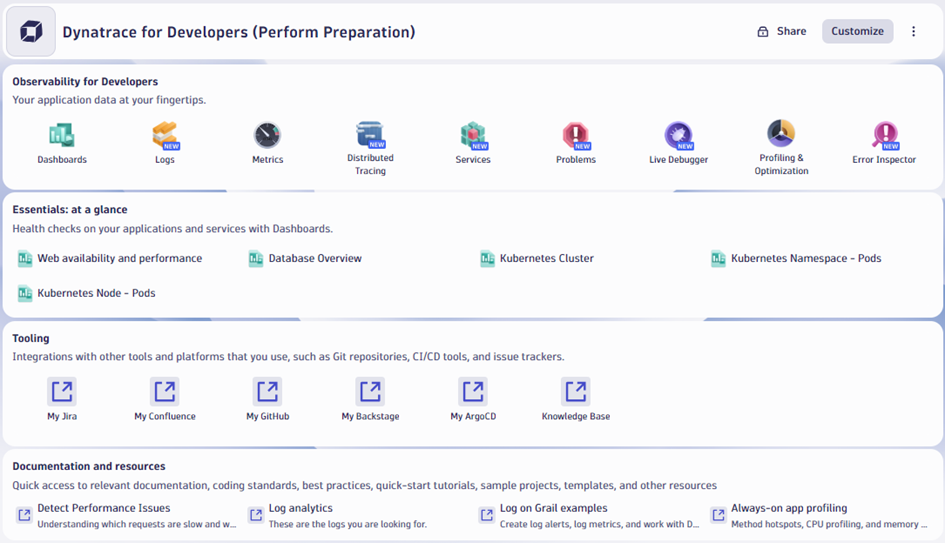 Dynatrace for Developers (Perform Preparation)
Share
Customize
Observability for Developers
Your application data at your fingertips.
NEW
NEW
NEW
NEW
NEW
NEW
Dashboards
Logs
Metrics
Distributed
Tracing
Services
Problems
Live Debugger
Profiling &
Optimization
Error Inspector
Essentials: at a glance
Health checks on your applications and services with Dashboards.
Web availability and performance
Database Overview
Kubernetes Cluster
Kubernetes Namespace - Pods
Kubernetes Node - Pods
Tooling
Integrations with other tools and platforms that you use, such as Git repositories, CI/CD tools, and issue trackers.
My Jira
My Confluence
My GitHub
My Backstage
My ArgoCD
Knowledge Base
Documentation and resources
Quick access to relevant documentation, coding standards, best practices, quick-start tutorials, sample projects, templates, and other resources
Detect Performance Issues
Understanding which requests are slow and w...
Log analytics
These are the logs you are looking for.
Log on Grail examples
Create log alerts, log metrics, and work with D...
Always-on app profiling
Method hotspots, CPU profiling, and memory ...